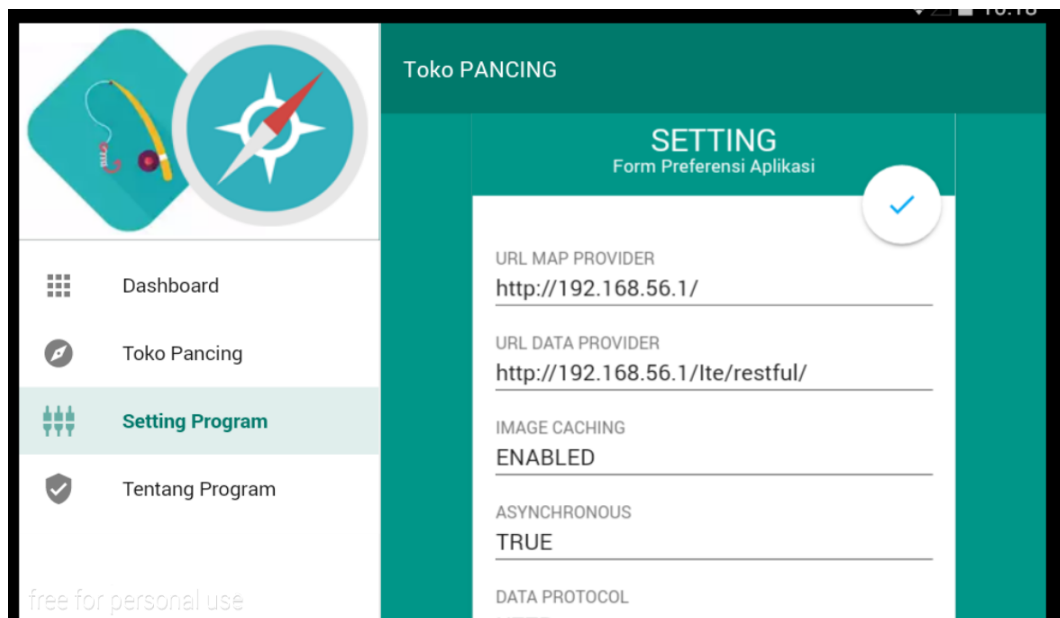 Toko PANCING
Dashboard
Toko Pancing
Setting Program
Tentang Program
free for personal use
SETTING
Form Preferensi Aplikasi
URL MAP PROVIDER
http://192.168.56.1/
URL DATA PROVIDER
http://192.168.56.1/lte/restful/
IMAGE CACHING
ENABLED
ASYNCHRONOUS
TRUE
DATA PROTOCOL